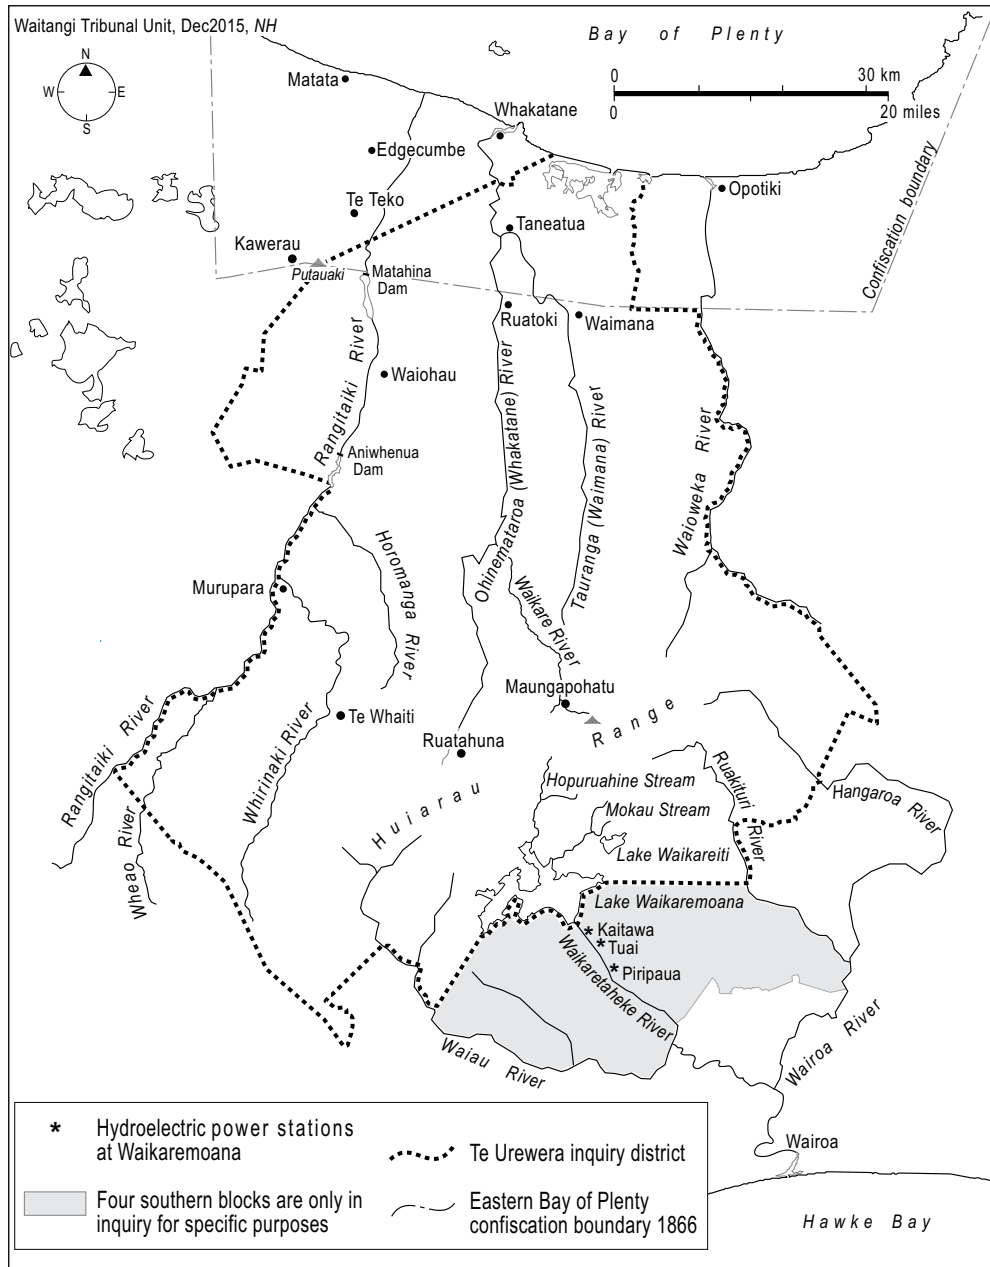 Waitangi Tribunal Unit, Dec2015, NH
Bay of Plenty
N
W
E
S
0
30 km
0
20 miles
Matata
Whakatane
Edgecumbe
Confiscation boundary
Opotiki
Te Teko
Taneatua
Kawerau
Putauaki
Matahina
Dam
Ruatoki
Waimana
Rangitaiki River
Waiohau
Ohinemataroa (Whakatane) River
Tauranga (Waimana) River
Waioweka River
Aniwhenua
Dam
Horomanga River
Murupara
Waikare River
Maungapohatu
Te Whaiti
Ruatahuna
Huiarau Range
Rangitaiki River
Whirinaki River
Wheao River
Hopuruahine Stream
Mokau Stream
Ruakituri River
Hangaroa River
Lake Waikareiti
Lake Waikaremoana
* Kaitawa
* Tuai
* Piripaua
Waikaretaheke River
Waiau River
Wairoa River
Wairoa
Hawke Bay
* Hydroelectric power stations
at Waikaremoana
Te Urewera inquiry district
Four southern blocks are only in
inquiry for specific purposes
Eastern Bay of Plenty
confiscation boundary 1866